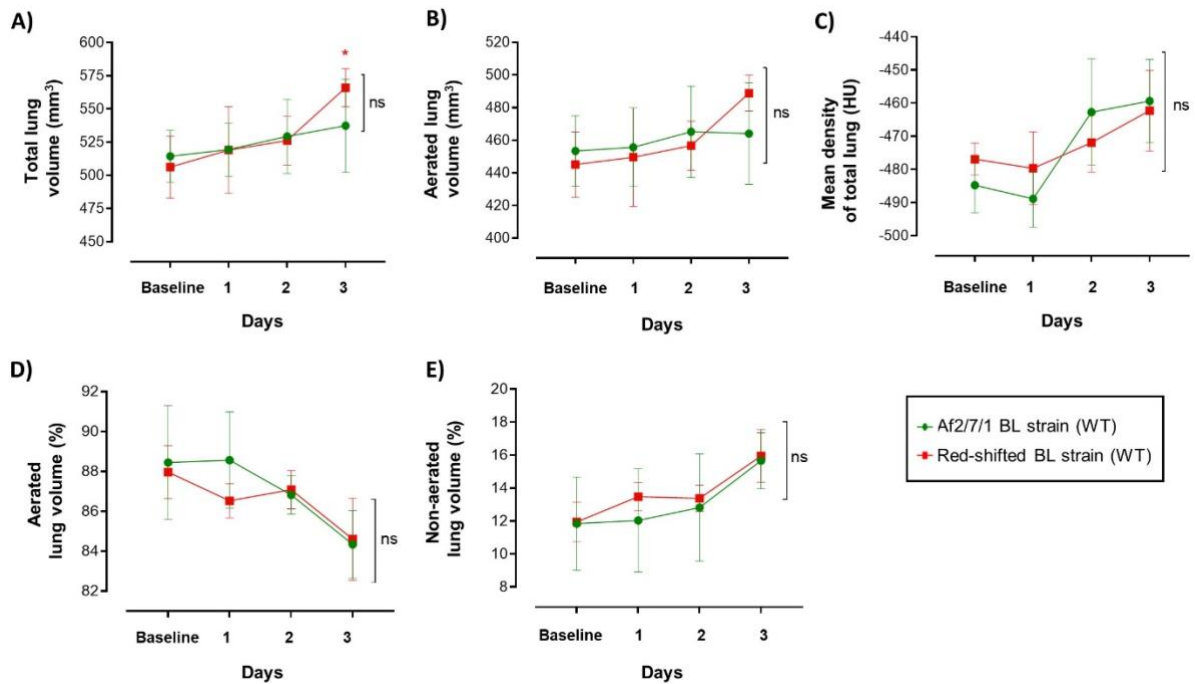 A)
Total lung
volume (mm³)
600
575
550
525
500
475
450
*
ns
Baseline 1 2 3
Days
B)
Aerated lung
volume (mm³)
520
500
480
460
440
420
400
ns
Baseline 1 2 3
Days
C)
Mean density
of total lung (HU)
-440
-460
-470
-480
-490
-500
ns
Baseline 1 2 3
Days
D)
Aerated
lung volume (%)
92
90
88
86
84
82
ns
Baseline 1 2 3
Days
E)
Non-aerated
lung volume (%)
20
18
16
14
12
10
8
ns
Baseline 1 2 3
Days
Af2/7/1 BL strain (WT)
Red-shifted BL strain (WT)